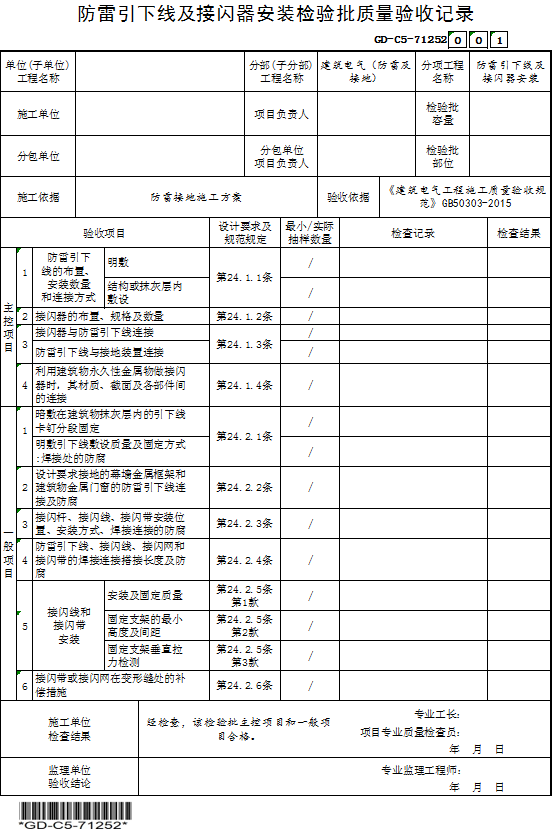 防雷引下线及接闪器安装检验批质量验收记录
GD-C5-71252 0 0 1
单位(子单位)
工程名称
分部(子分部)
工程名称
建筑电气（防雷及
接地）
分项工程
名称
防雷引下线及
接闪器安装
施工单位
项目负责人
检验批
容量
分包单位
分包单位
项目负责人
检验批
部位
施工依据
防雷接地施工方案
验收依据
《建筑电气工程施工质量验收规
范》GB50303-2015
验收项目
设计要求及
规范规定
最小/实际
抽样数量
检查记录
检查结果
主控项目
1
防雷引下
线的布置、
安装数量
和连接方式
明敷
第24.1.1条
/
结构或抹灰层内
敷设
/
2
接闪器的布置、规格及数量
第24.1.2条
/
3
接闪器与防雷引下线连接
第24.1.3条
/
防雷引下线与接地装置连接
/
4
利用建筑物永久性金属物做接闪
器时，其材质、截面及各部件间
的连接
第24.1.4条
/
一般项目
1
暗敷在建筑物抹灰层内的引下线
卡钉分段固定
第24.2.1条
/
明敷引下线敷设质量及固定方式
:焊接处的防腐
/
2
设计要求接地的幕墙金属框架和
建筑物金属门窗的防雷引下线连
接及防腐
第24.2.2条
/
3
接闪杆、接闪线、接闪带安装位
置、安装方式、焊接连接的防腐
第24.2.3条
/
4
防雷引下线、接闪线、接闪网和
接闪带的焊接连接搭接长度及防
腐
第24.2.4条
/
5
接闪线和
接闪带
安装
安装及固定质量
第24.2.5条
第1款
/
固定支架的最小
高度及间距
第24.2.5条
第2款
/
固定支架垂直拉
力检测
第24.2.5条
第3款
/
6
接闪带或接闪网在变形缝处的补
偿措施
第24.2.6条
/
施工单位
检查结果
经检查，该检验批主控项目和一般项
目合格。
专业工长：
项目专业质量检查员：
年 月 日
监理单位
验收结论
专业监理工程师：
年 月 日
*GD-C5-71252*